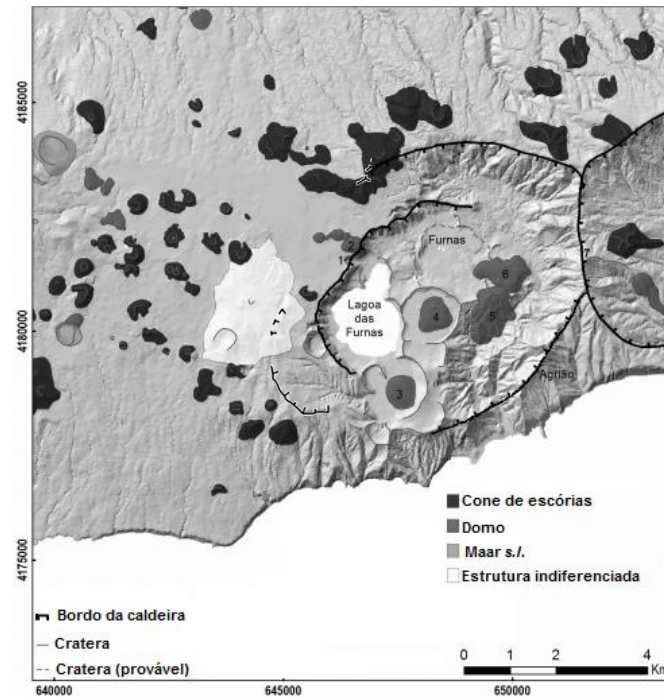 4185000
4180000
4175000
640000
645000
650000
1
2
Furnas
7
6
Lagoa
das
Furnas
4
5
3
Agrião
Cone de escórias
Domo
Maar s.l.
Estrutura indiferenciada
Bordo da caldeira
Cratera
Cratera (provável)
0 1 2 4
Km